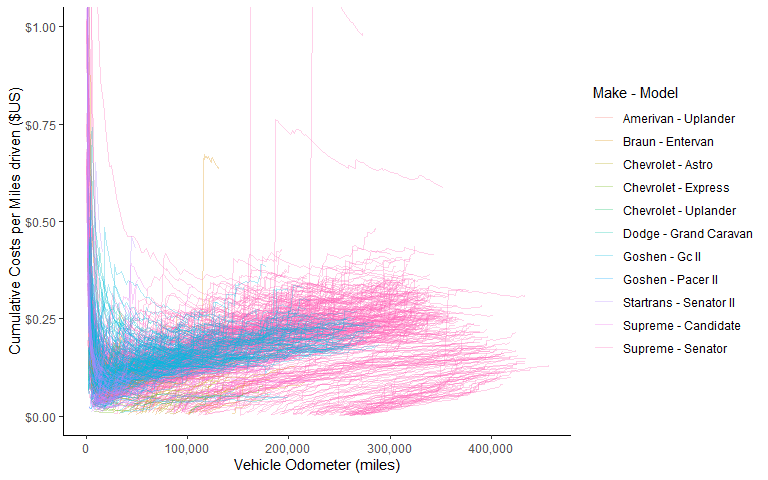 $1.00
$0.75
$0.50
$0.25
$0.00
Cumulative Costs per Miles driven ($US)
0
100,000
200,000
300,000
400,000
Vehicle Odometer (miles)
Make - Model
Amerivan - Uplander
Braun - Entervan
Chevrolet - Astro
Chevrolet - Express
Chevrolet - Uplander
Dodge - Grand Caravan
Goshen - Gc II
Goshen - Pacer II
Startrans - Senator II
Supreme - Candidate
Supreme - Senator